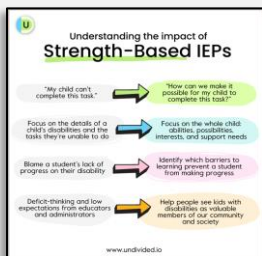 U
Understanding the impact of
Strength-Based IEPs
"My child can't
complete this task."
"How can we make it
possible for my child to
complete this task?"
Focus on the details of a
child's disabilities and the
tasks they're unable to do
Focus on the whole child:
abilities, possibilities,
interests, and support needs
Blame a student's lack of
progress on their disability
Identify which barriers to
learning prevent a student
from making progress
Deficit-thinking and low
expectations from educators
and administrators
Help people see kids with
disabilities as valuable
members of our community
and society
www.undivided.io